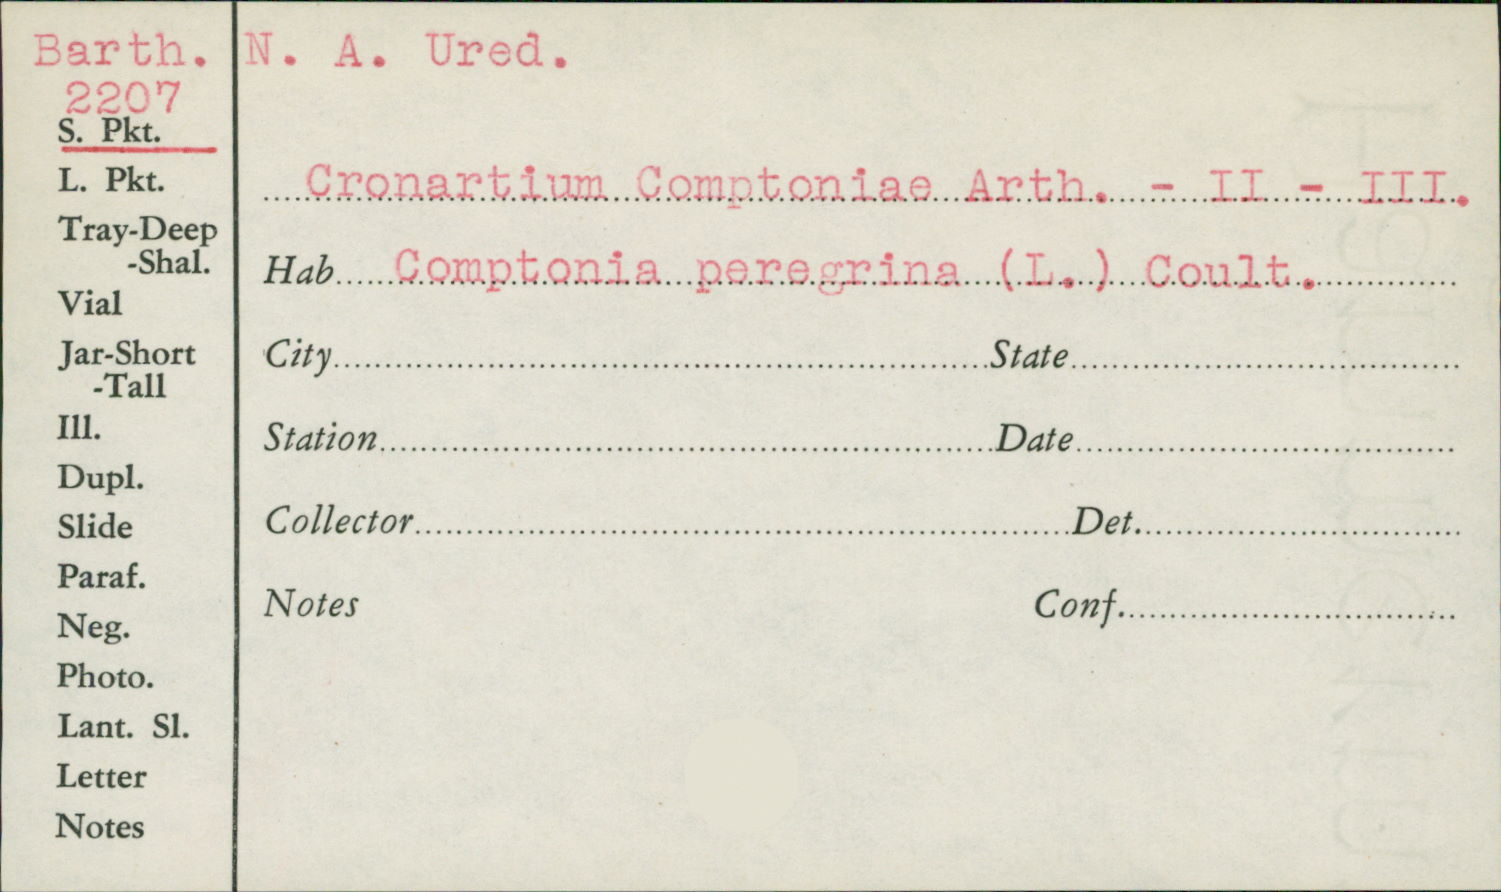 Barth. N. A. Ured.
2207
S. Pkt.
L. Pkt.
Tray-Deep
-Shal.
Vial
Jar-Short
-Tall
Ill.
Dupl.
Slide
Paraf.
Neg.
Photo.
Lant. Sl.
Letter
Notes
Cronartium Comptoniae Arth. - II - III.
Hab Comptonia peregrina (L.) Coult.
City State
Station Date
Collector Det.
Notes Conf.